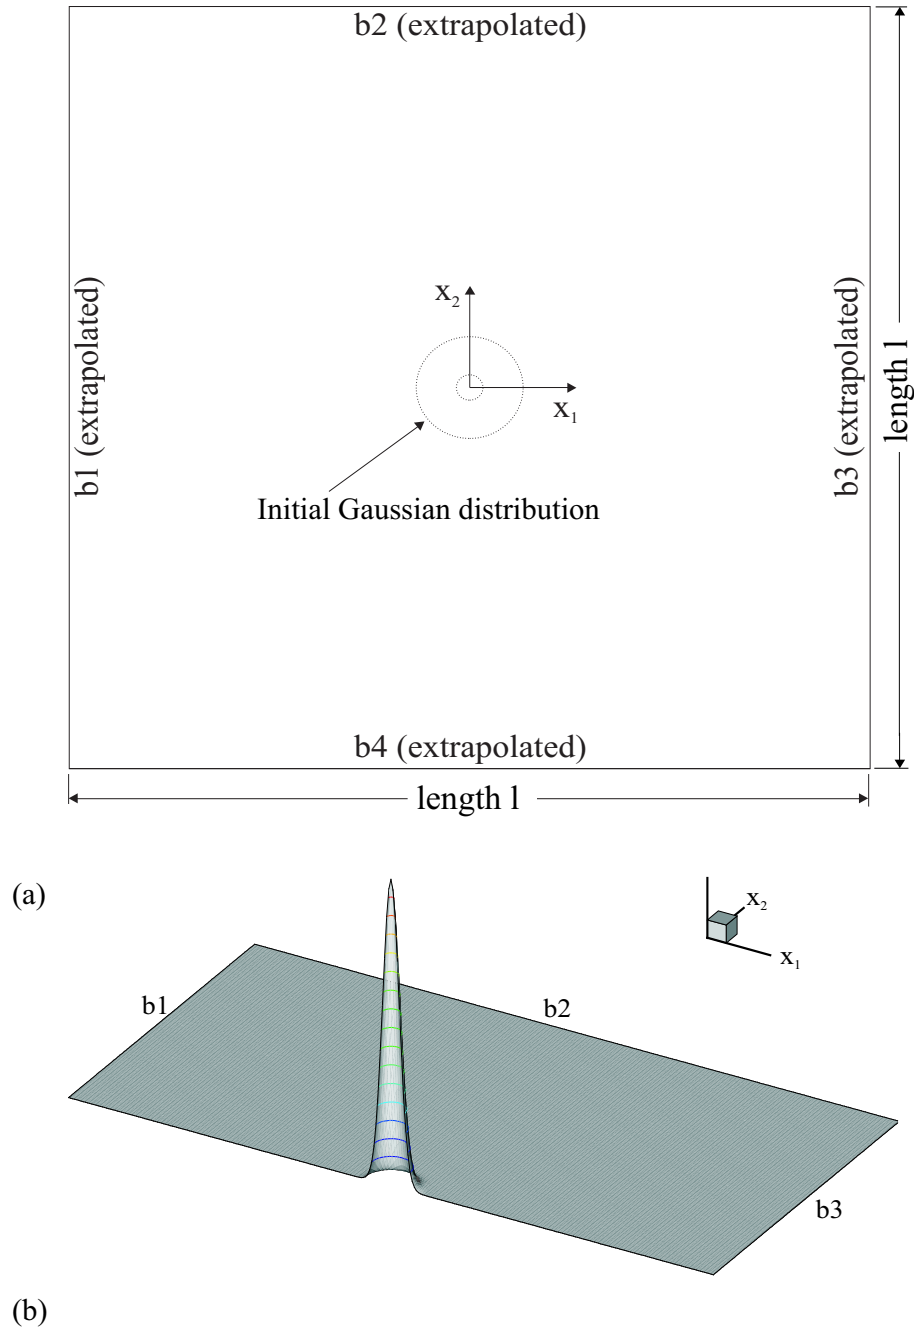 b2 (extrapolated)
x2
x1
b1 (extrapolated)
b3 (extrapolated)
length l
Initial Gaussian distribution
b4 (extrapolated)
length l
(a)
x2
x1
b1
b2
b3
(b)